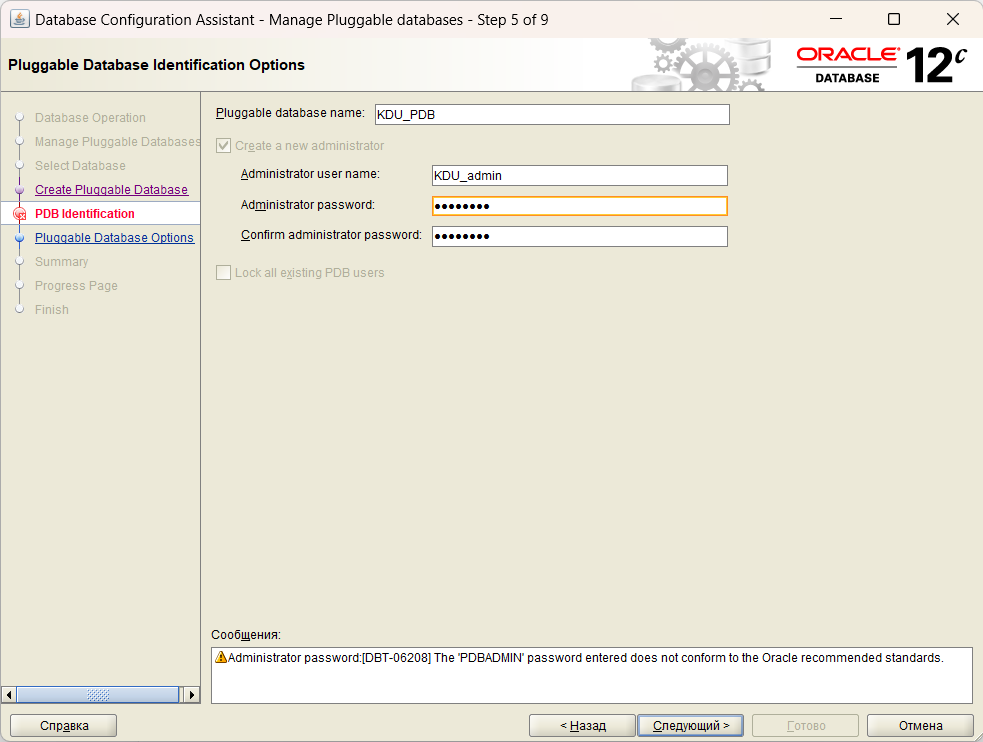 Database Configuration Assistant - Manage Pluggable databases - Step 5 of 9
Pluggable Database Identification Options
ORACLE®
DATABASE
12c
Database Operation
Manage Pluggable Databases
Select Database
Create Pluggable Database
PDB Identification
Pluggable Database Options
Summary
Progress Page
Finish
Pluggable database name: KDU_PDB
Create a new administrator
Administrator user name: KDU_admin
Administrator password: ●●●●●●●●
Confirm administrator password: ●●●●●●●●
Lock all existing PDB users
Сообщения:
Administrator password:[DBT-06208] The 'PDBADMIN' password entered does not conform to the Oracle recommended standards.
Справка
< Назад
Следующий >
Готово
Отмена